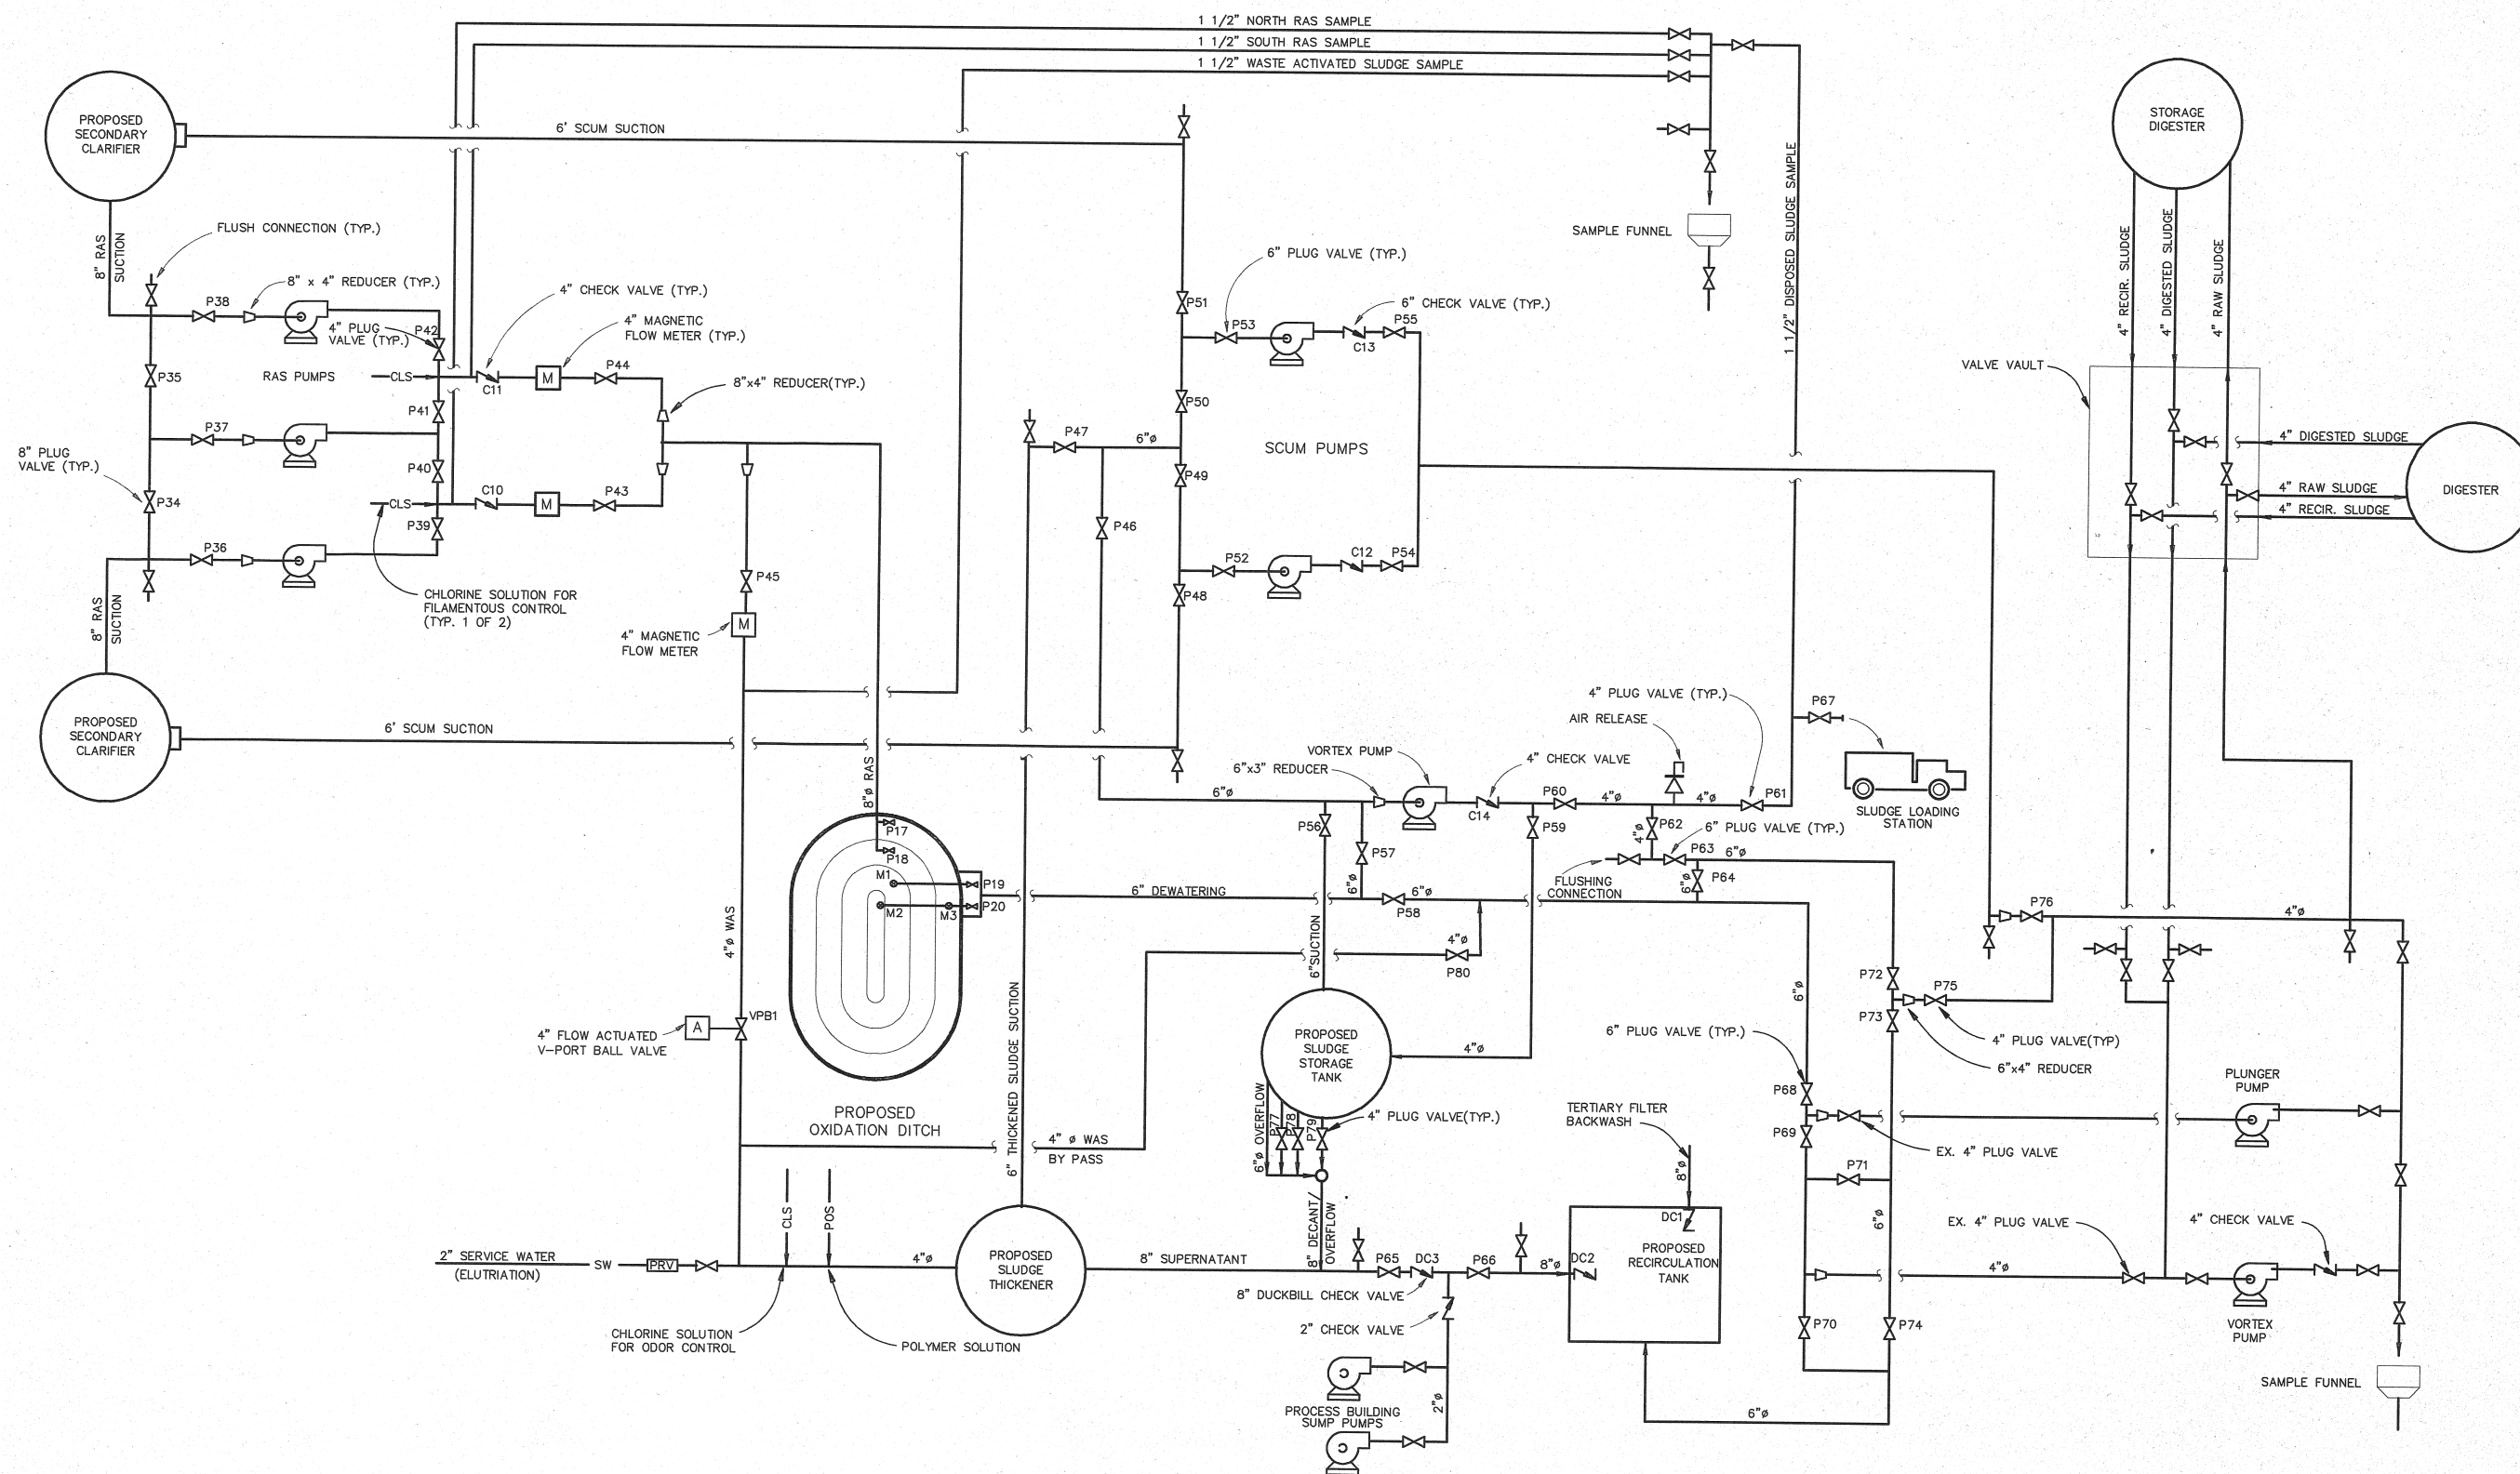 1 1/2" NORTH RAS SAMPLE
1 1/2" SOUTH RAS SAMPLE
1 1/2" WASTE ACTIVATED SLUDGE SAMPLE
PROPOSED
SECONDARY
CLARIFIER
6' SCUM SUCTION
STORAGE
DIGESTER
1 1/2" DISPOSED SLUDGE SAMPLE
SAMPLE FUNNEL
8" RAS
SUCTION
FLUSH CONNECTION (TYP.)
P38
8" x 4" REDUCER (TYP.)
4" PLUG
VALVE (TYP.)
P42
4" CHECK VALVE (TYP.)
4" MAGNETIC
FLOW METER (TYP.)
P35
RAS PUMPS
CLS
C11
M
P44
8"x4" REDUCER(TYP.)
P41
P37
8" PLUG
VALVE (TYP.)
P34
P40
CLS
C10
M
P43
P39
P36
8" RAS
SUCTION
CHLORINE SOLUTION FOR
FILAMENTOUS CONTROL
(TYP. 1 OF 2)
P45
4" MAGNETIC
FLOW METER
M
PROPOSED
SECONDARY
CLARIFIER
6' SCUM SUCTION
6" PLUG VALVE (TYP.)
P51
P53
6" CHECK VALVE (TYP.)
P55
C13
P50
P47
6"ø
SCUM PUMPS
P49
P46
P52
C12
P54
P48
4" RECIR. SLUDGE
4" DIGESTED SLUDGE
4" RAW SLUDGE
VALVE VAULT
4" DIGESTED SLUDGE
4" RAW SLUDGE
4" RECIR. SLUDGE
DIGESTER
4" PLUG VALVE (TYP.)
P67
AIR RELEASE
VORTEX PUMP
4" CHECK VALVE
6"x3" REDUCER
SLUDGE LOADING
STATION
8"ø RAS
6"ø
C14
P60
4"ø
4"ø
P61
P56
P59
P62
4"ø
6" PLUG VALVE (TYP.)
P57
P63
6"ø
P64
6"ø
FLUSHING
CONNECTION
6"ø
P17
P18
M1
P19
M2
M3
P20
6" DEWATERING
6"ø
P58
4"ø WAS
6"SUCTION
4"ø
P80
P76
4"ø
P72
P75
P73
4" PLUG VALVE(TYP)
6"x4" REDUCER
6"ø
6" PLUG VALVE (TYP.)
A
VPB1
4" FLOW ACTUATED
V-PORT BALL VALVE
6" THICKENED SLUDGE SUCTION
PROPOSED
SLUDGE
STORAGE
TANK
4"ø
PROPOSED
OXIDATION DITCH
4" ø WAS
BY PASS
6"ø OVERFLOW
P77
P78
P79
4" PLUG VALVE(TYP.)
TERTIARY FILTER
BACKWASH
P68
P69
EX. 4" PLUG VALVE
PLUNGER
PUMP
P71
8"ø
6"ø
EX. 4" PLUG VALVE
4" CHECK VALVE
CLS
POS
2" SERVICE WATER
(ELUTRIATION)
SW
PRV
4"ø
PROPOSED
SLUDGE
THICKENER
8" SUPERNATANT
8" DECANT/
OVERFLOW
P65
DC3
P66
8"ø
DC2
DC1
PROPOSED
RECIRCULATION
TANK
4"ø
8" DUCKBILL CHECK VALVE
2" CHECK VALVE
CHLORINE SOLUTION
FOR ODOR CONTROL
POLYMER SOLUTION
P70
P74
VORTEX
PUMP
SAMPLE FUNNEL
PROCESS BUILDING
SUMP PUMPS
2"ø
6"ø